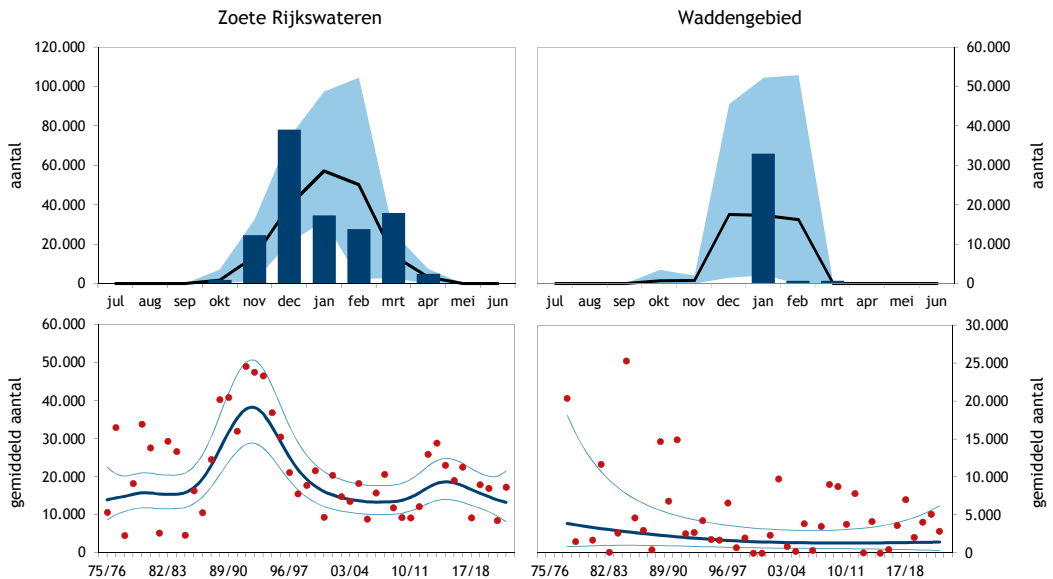 Zoete Rijkswateren
Waddengebied
120.000
100.000
80.000
60.000
40.000
20.000
0
aantal
jul aug sep okt nov dec jan feb mrt apr mei jun
60.000
50.000
40.000
30.000
20.000
10.000
0
aantal
jul aug sep okt nov dec jan feb mrt apr mei jun
60.000
50.000
40.000
30.000
20.000
10.000
0
gemiddeld aantal
75/76 82/83 89/90 96/97 03/04 10/11 17/18
30.000
25.000
20.000
15.000
10.000
5.000
0
gemiddeld aantal
75/76 82/83 89/90 96/97 03/04 10/11 17/18